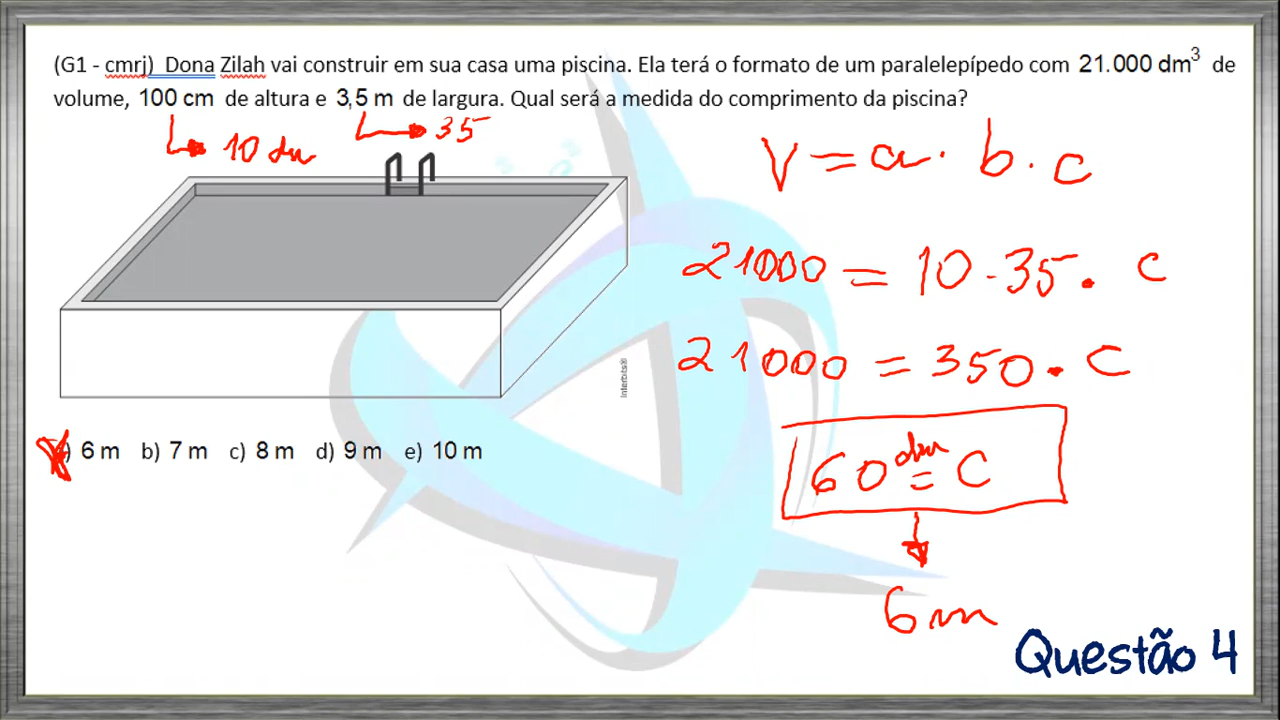 (G1 - cmrj) Dona Zilah vai construir em sua casa uma piscina. Ela terá o formato de um paralelepípedo com 21.000 dm³ de
volume, 100 cm de altura e 3,5 m de largura. Qual será a medida do comprimento da piscina?
10 dm 35
V = a · b · c
21000 = 10 · 35 · C
21000 = 350 · C
60 dm = C
6 m
Interbits®
) 6 m b) 7 m c) 8 m d) 9 m e) 10 m
Questão 4